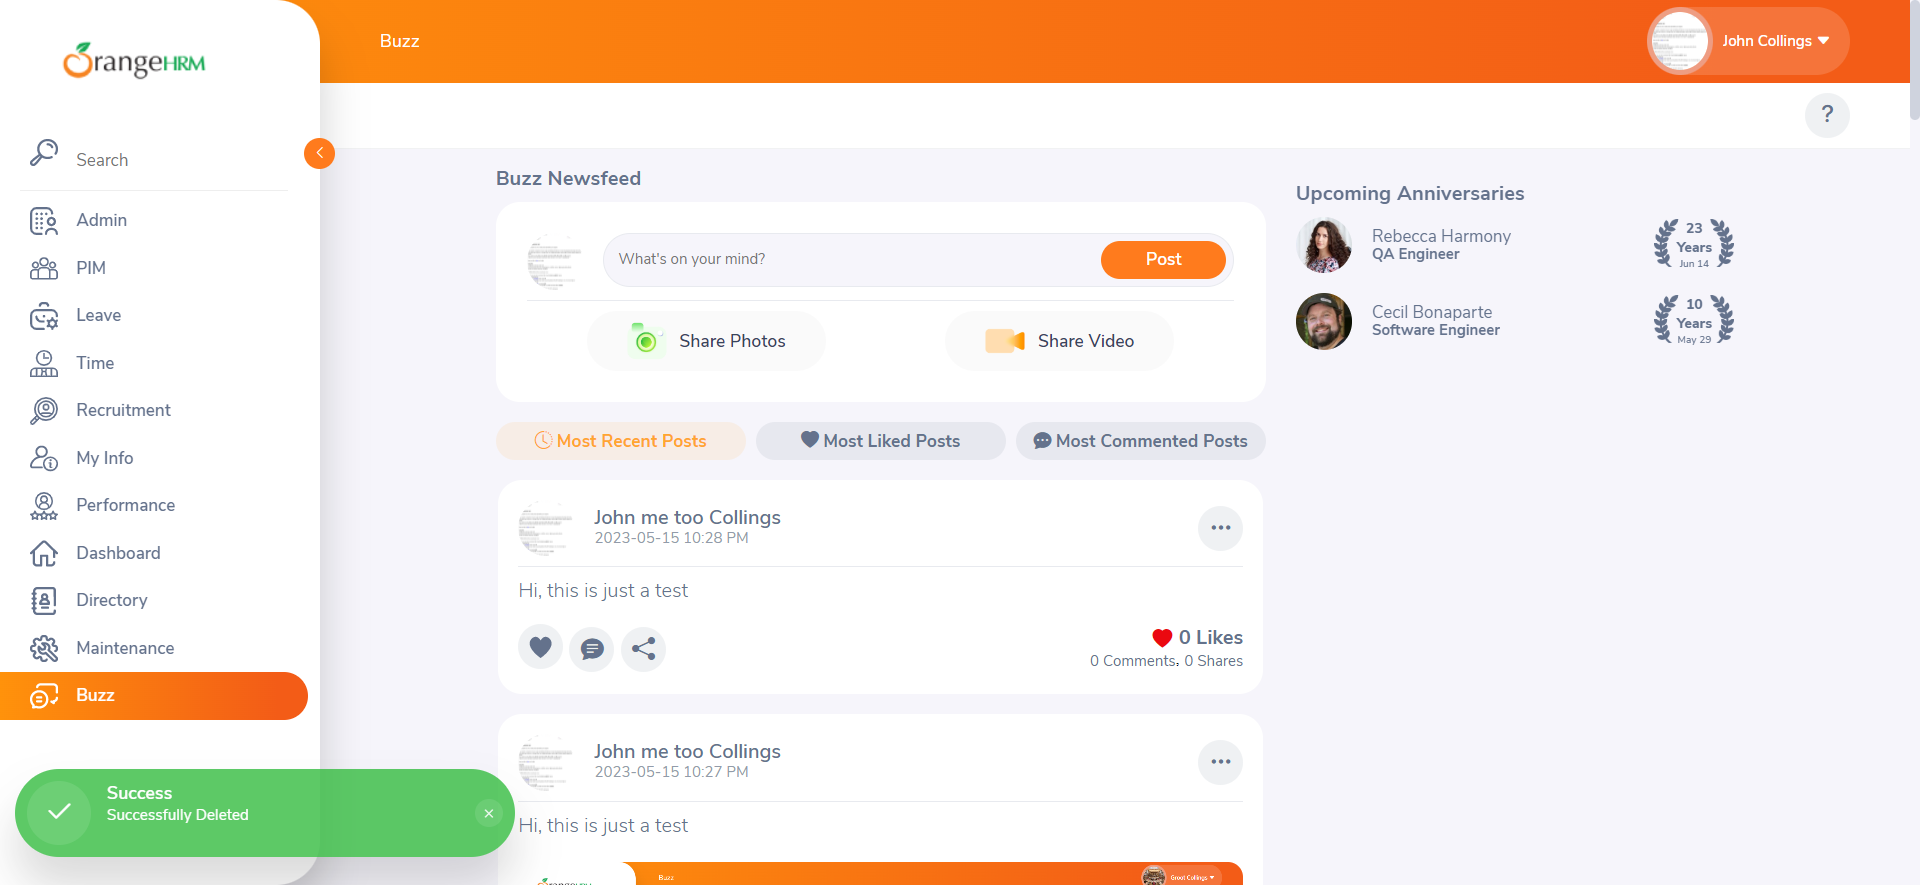 OrangeHRM
Search
Admin
PIM
Leave
Time
Recruitment
My Info
Performance
Dashboard
Directory
Maintenance
Buzz
Success
Successfully Deleted
Buzz
John Collings
?
Buzz Newsfeed
What's on your mind?
Post
Share Photos
Share Video
Most Recent Posts
Most Liked Posts
Most Commented Posts
John me too Collings
2023-05-15 10:28 PM
Hi, this is just a test
0 Likes
0 Comments, 0 Shares
John me too Collings
2023-05-15 10:27 PM
Hi, this is just a test
Buzz
Groot Collings
Upcoming Anniversaries
Rebecca Harmony
QA Engineer
23
Years
Jun 14
Cecil Bonaparte
Software Engineer
10
Years
May 29